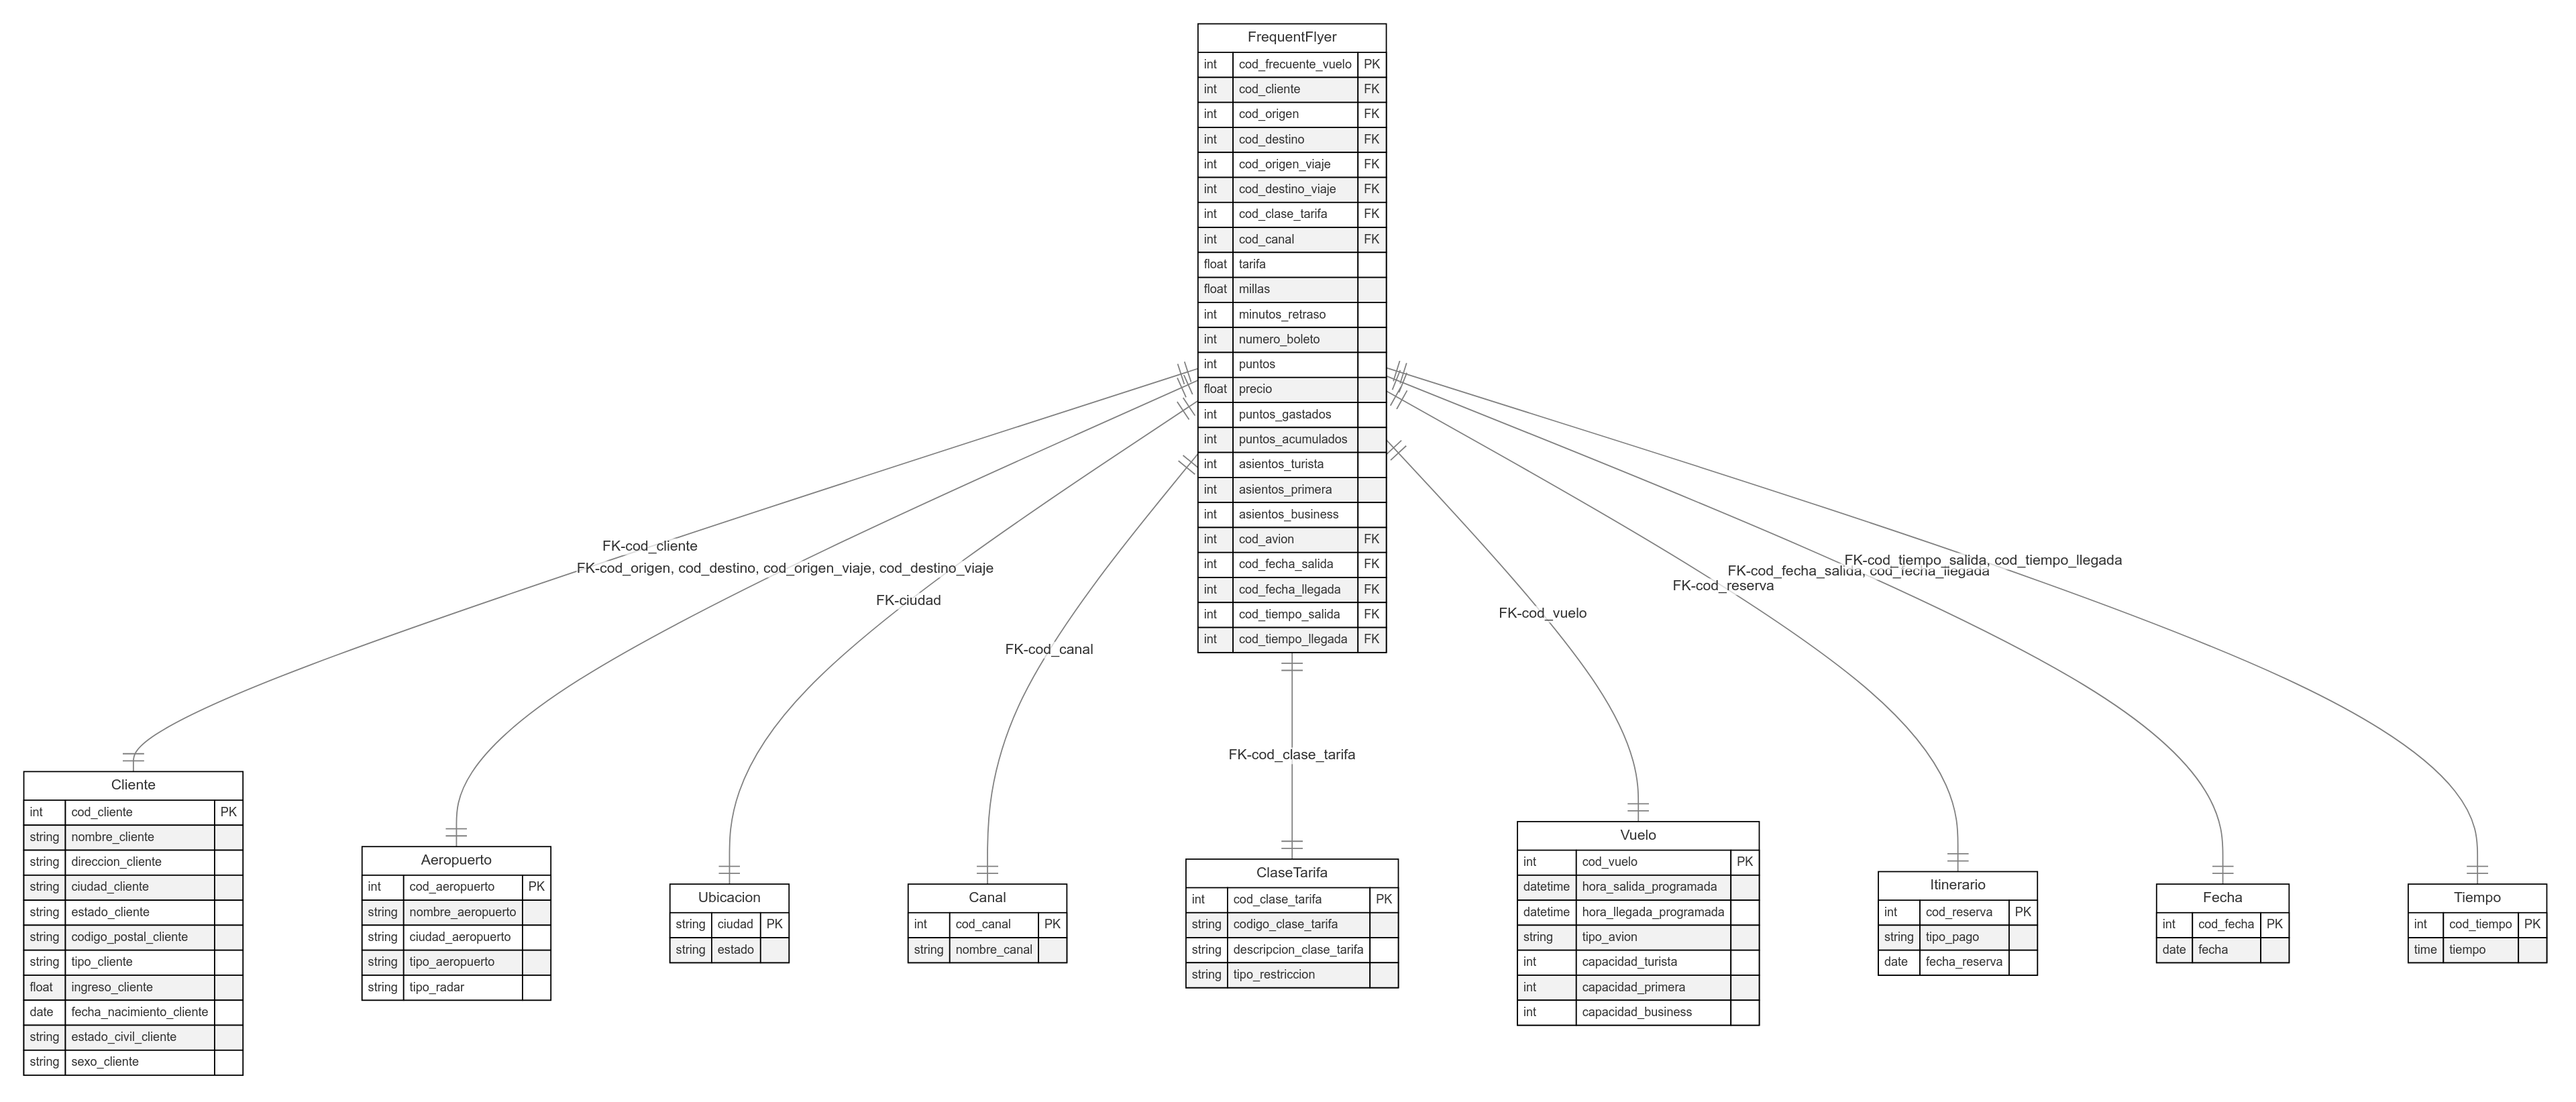 FrequentFlyer
int cod_frecuente_vuelo PK
int cod_cliente FK
int cod_origen FK
int cod_destino FK
int cod_origen_viaje FK
int cod_destino_viaje FK
int cod_clase_tarifa FK
int cod_canal FK
float tarifa
float millas
int minutos_retraso
int numero_boleto
int puntos
float precio
int puntos_gastados
int puntos_acumulados
int asientos_turista
int asientos_primera
int asientos_business
int cod_avion FK
int cod_fecha_salida FK
int cod_fecha_llegada FK
int cod_tiempo_salida FK
int cod_tiempo_llegada FK
FK-cod_cliente
FK-cod_origen, cod_destino, cod_origen_viaje, cod_destino_viaje
FK-ciudad
FK-cod_canal
FK-cod_clase_tarifa
FK-cod_vuelo
FK-cod_reserva
FK-cod_fecha_salida, cod_fecha_llegada
FK-cod_tiempo_salida, cod_tiempo_llegada
Cliente
int cod_cliente PK
string nombre_cliente
string direccion_cliente
string ciudad_cliente
string estado_cliente
string codigo_postal_cliente
string tipo_cliente
float ingreso_cliente
date fecha_nacimiento_cliente
string estado_civil_cliente
string sexo_cliente
Aeropuerto
int cod_aeropuerto PK
string nombre_aeropuerto
string ciudad_aeropuerto
string tipo_aeropuerto
string tipo_radar
Ubicacion
string ciudad PK
string estado
Canal
int cod_canal PK
string nombre_canal
ClaseTarifa
int cod_clase_tarifa PK
string codigo_clase_tarifa
string descripcion_clase_tarifa
string tipo_restriccion
Vuelo
int cod_vuelo PK
datetime hora_salida_programada
datetime hora_llegada_programada
string tipo_avion
int capacidad_turista
int capacidad_primera
int capacidad_business
Itinerario
int cod_reserva PK
string tipo_pago
date fecha_reserva
Fecha
int cod_fecha PK
date fecha
Tiempo
int cod_tiempo PK
time tiempo